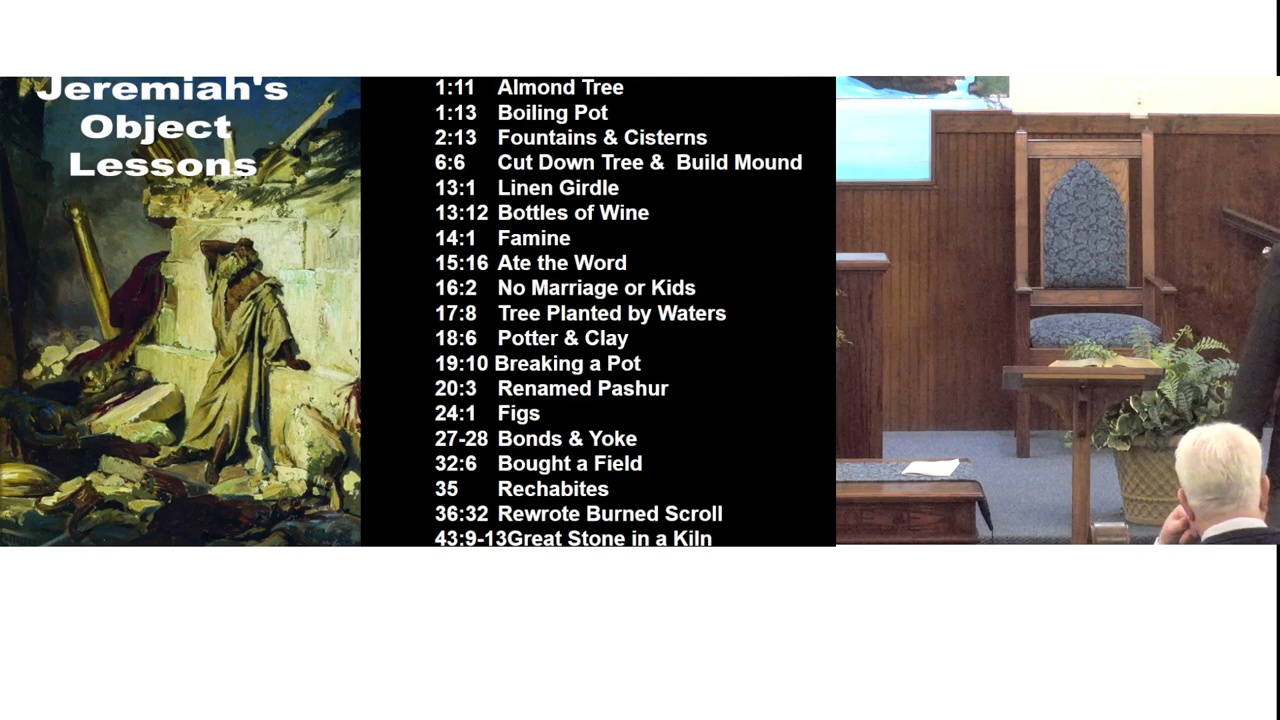 Jeremiah's
Object
Lessons
1:11 Almond Tree
1:13 Boiling Pot
2:13 Fountains & Cisterns
6:6 Cut Down Tree & Build Mound
13:1 Linen Girdle
13:12 Bottles of Wine
14:1 Famine
15:16 Ate the Word
16:2 No Marriage or Kids
17:8 Tree Planted by Waters
18:6 Potter & Clay
19:10 Breaking a Pot
20:3 Renamed Pashur
24:1 Figs
27-28 Bonds & Yoke
32:6 Bought a Field
35 Rechabites
36:32 Rewrote Burned Scroll
43:9-13Great Stone in a Kiln